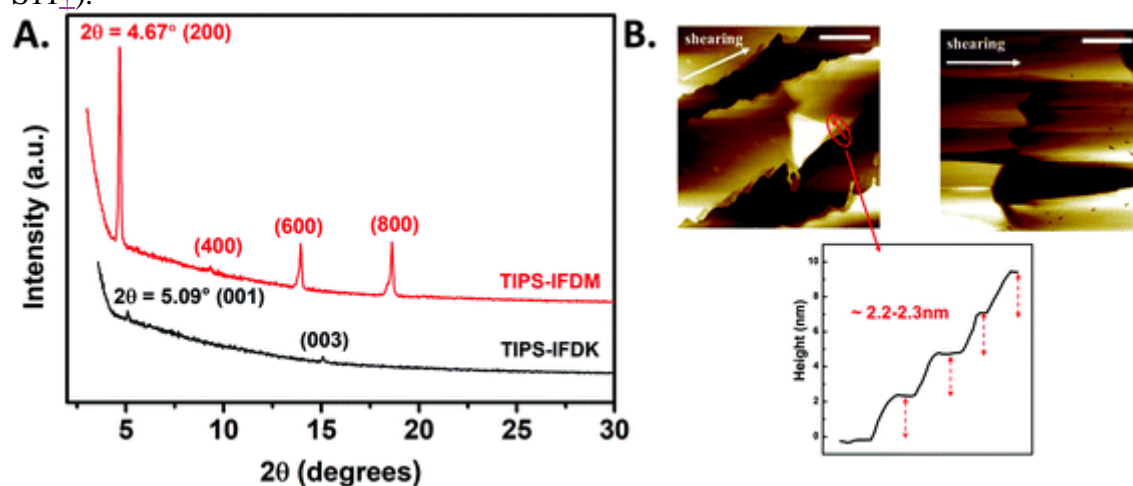 S11†).
A.
2θ = 4.67° (200)
(400)
(600)
(800)
TIPS-IFDM
2θ = 5.09° (001)
(003)
TIPS-IFDK
Intensity (a.u.)
5 10 15 20 25 30
2θ (degrees)
B.
shearing
shearing
10
8
6
4
2
0
Height (nm)
~ 2.2-2.3nm